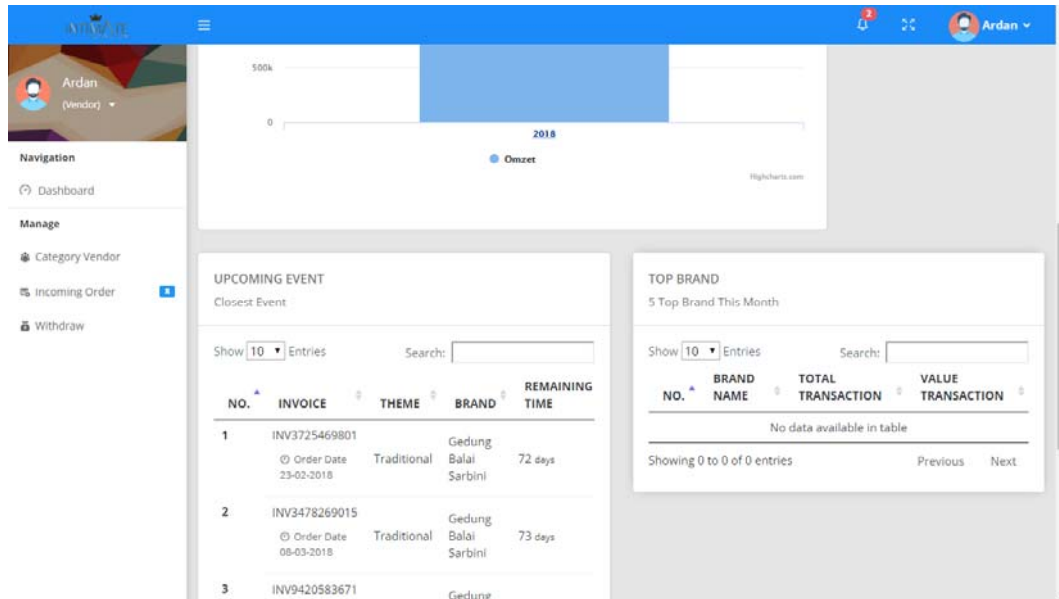 2
Ardan
Ardan
(Vendor)
Navigation
Dashboard
Manage
Category Vendor
Incoming Order
Withdraw
500k
0
2018
Omzet
Highcharts.com
UPCOMING EVENT
Closest Event
Show 10 Entries
Search:
NO. INVOICE THEME BRAND REMAINING TIME
1 INV3725469801
Order Date
23-02-2018
Traditional
Gedung
Balai
Sarbini
72 days
2 INV3478269015
Order Date
08-03-2018
Traditional
Gedung
Balai
Sarbini
73 days
3 INV9420583671
Gedung
TOP BRAND
5 Top Brand This Month
Show 10 Entries
Search:
NO. BRAND NAME TOTAL TRANSACTION VALUE TRANSACTION
No data available in table
Showing 0 to 0 of 0 entries
Previous Next